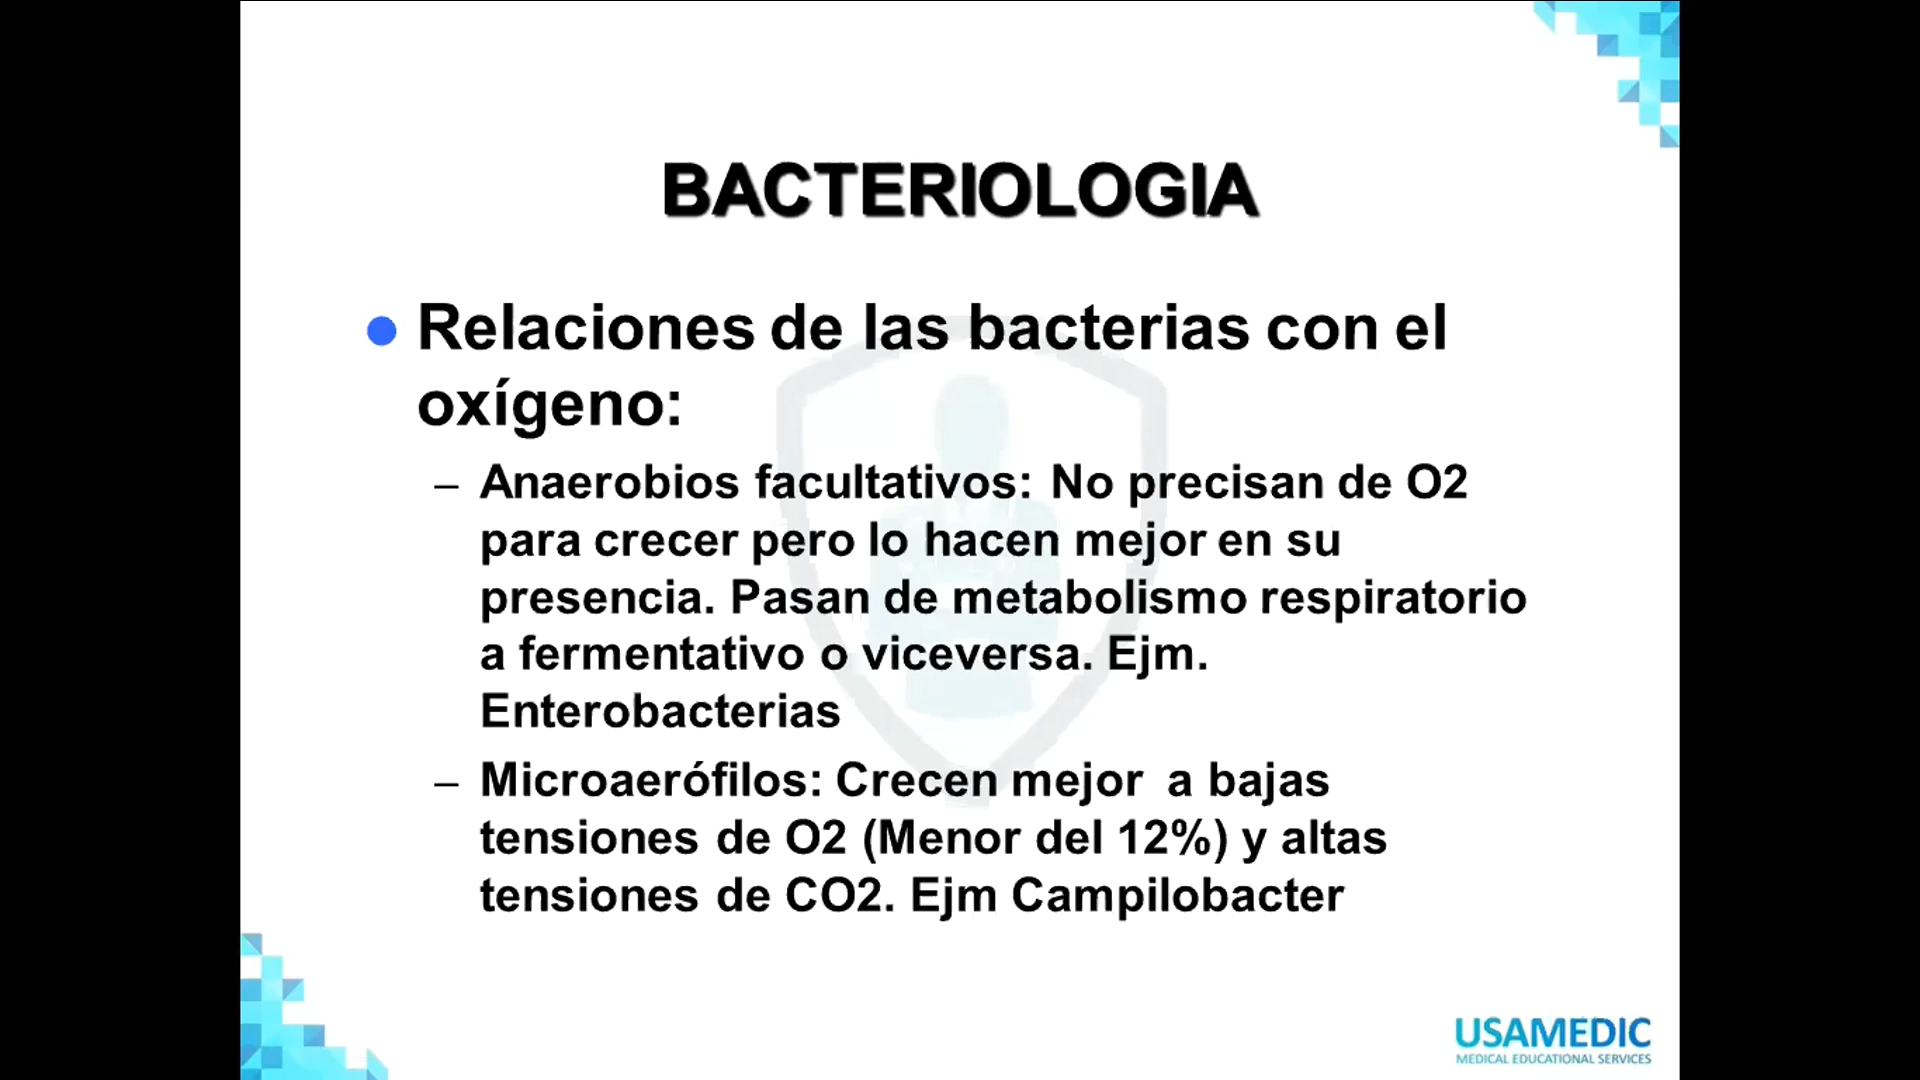 BACTERIOLOGIA
Relaciones de las bacterias con el
oxígeno:
– Anaerobios facultativos: No precisan de O2
para crecer pero lo hacen mejor en su
presencia. Pasan de metabolismo respiratorio
a fermentativo o viceversa. Ejm.
Enterobacterias
– Microaerófilos: Crecen mejor a bajas
tensiones de O2 (Menor del 12%) y altas
tensiones de CO2. Ejm Campilobacter
USAMEDIC
MEDICAL EDUCATIONAL SERVICES